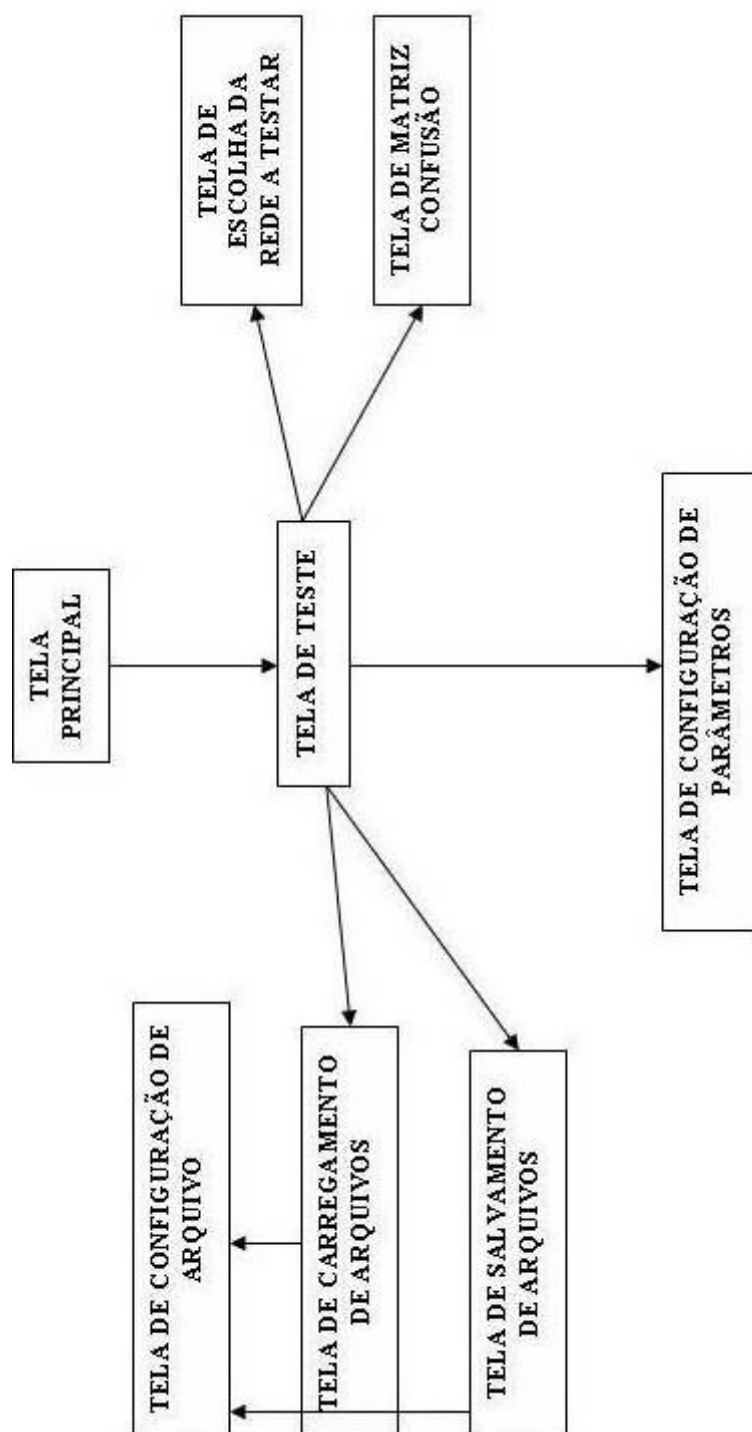 TELA
PRINCIPAL
TELA DE
ESCOLHA DA
REDE A TESTAR
TELA DE MATRIZ
CONFUSÃO
TELA DE TESTE
TELA DE CONFIGURAÇÃO DE
PARÂMETROS
TELA DE CONFIGURAÇÃO DE
ARQUIVO
TELA DE CARREGAMENTO
DE ARQUIVOS
TELA DE SALVAMENTO
DE ARQUIVOS